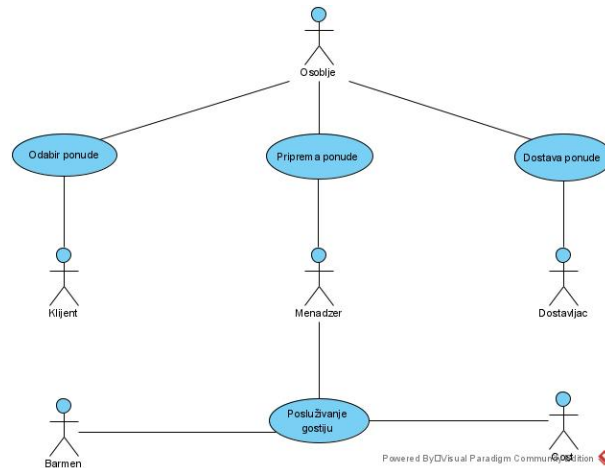 Osoblje
Odabir ponude
Priprema ponude
Dostava ponude
Klijent
Menadzer
Dostavljac
Posluživanje
gostiju
Barmen
Gost
Powered By Visual Paradigm Community Edition